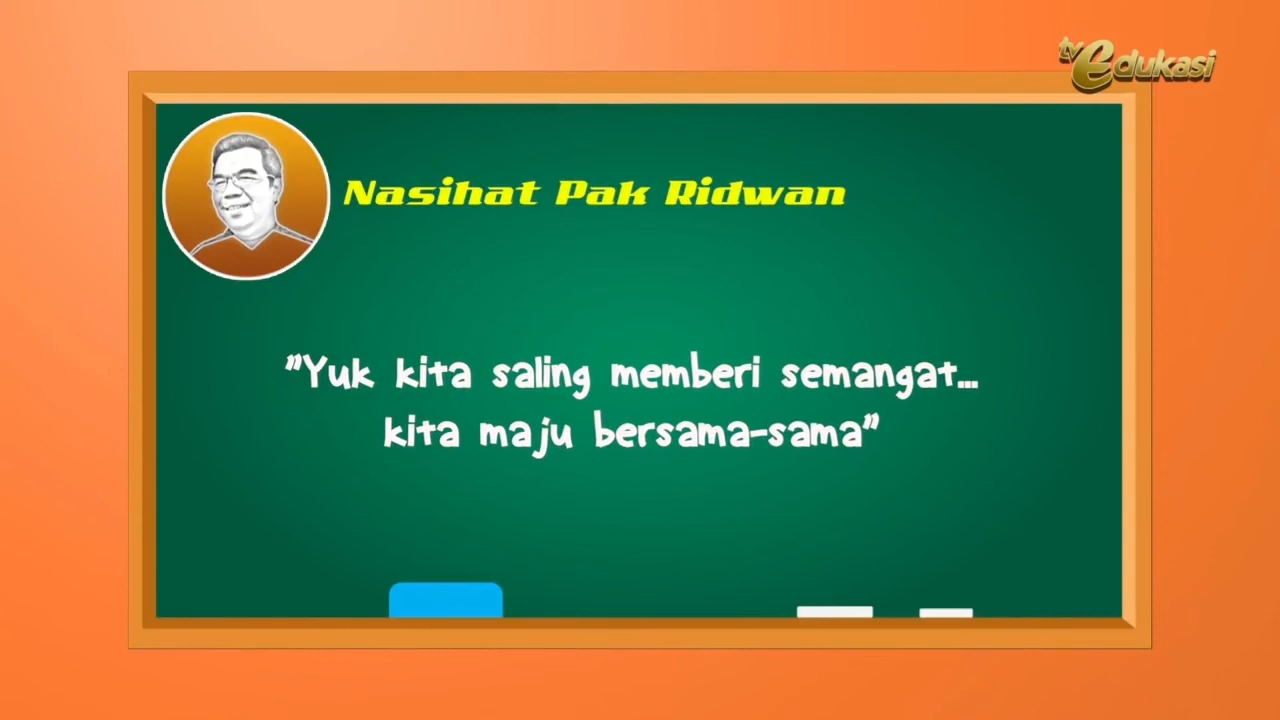 tv edukasi
Nasihat Pak Ridwan
"Yuk kita saling memberi semangat...
kita maju bersama-sama"